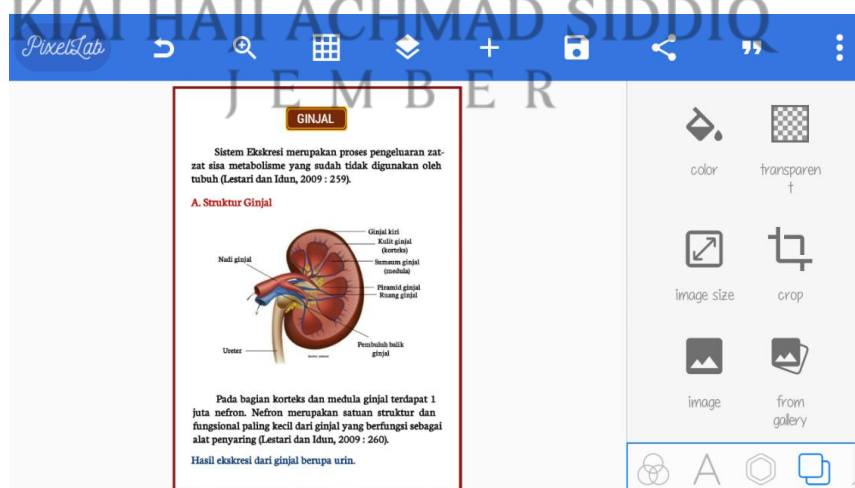 KIAI HAJI ACHMAD SIDDIQ
JEMBER
PixelLab
GINJAL
Sistem Ekskresi merupakan proses pengeluaran zat-
zat sisa metabolisme yang sudah tidak digunakan oleh
tubuh (Lestari dan Idun, 2009 : 259).
A. Struktur Ginjal
Ginjal kiri
Kulit ginjal
(korteks)
Nadi ginjal
Sumsum ginjal
(medula)
Piramid ginjal
Ruang ginjal
Pembuluh balik
ginjal
Ureter
Pada bagian korteks dan medula ginjal terdapat 1
juta nefron. Nefron merupakan satuan struktur dan
fungsional paling kecil dari ginjal yang berfungsi sebagai
alat penyaring (Lestari dan Idun, 2009 : 260).
Hasil ekskresi dari ginjal berupa urin.
color
transparen
t
image size
crop
image
from
gallery